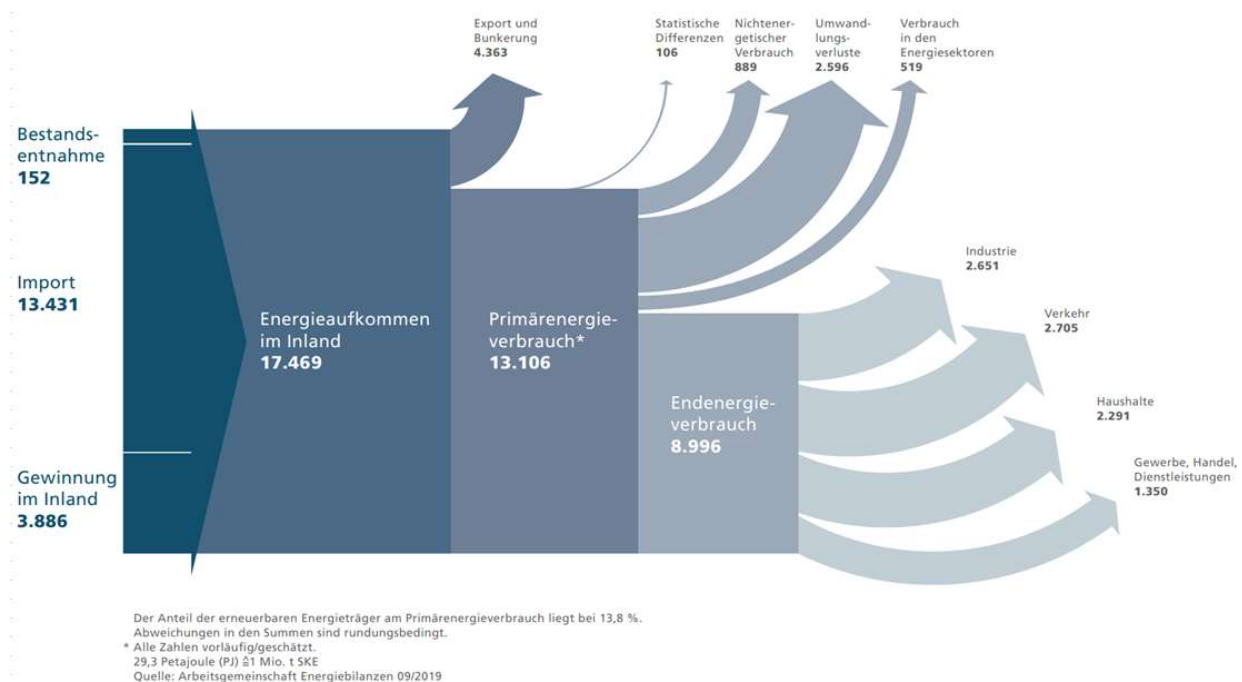 Export und
Bunkerung
4.363
Statistische
Differenzen
106
Nichtener-
getischer
Verbrauch
889
Umwand-
lungs-
verluste
2.596
Verbrauch
in den
Energiesektoren
519
Bestands-
entnahme
152
Import
13.431
Gewinnung
im Inland
3.886
Energieaufkommen
im Inland
17.469
Primärenergie-
verbrauch*
13.106
Endenergie-
verbrauch
8.996
Industrie
2.651
Verkehr
2.705
Haushalte
2.291
Gewerbe, Handel,
Dienstleistungen
1.350
Der Anteil der erneuerbaren Energieträger am Primärenergieverbrauch liegt bei 13,8 %.
Abweichungen in den Summen sind rundungsbedingt.
* Alle Zahlen vorläufig/geschätzt.
29,3 Petajoule (PJ) ≙1 Mio. t SKE
Quelle: Arbeitsgemeinschaft Energiebilanzen 09/2019